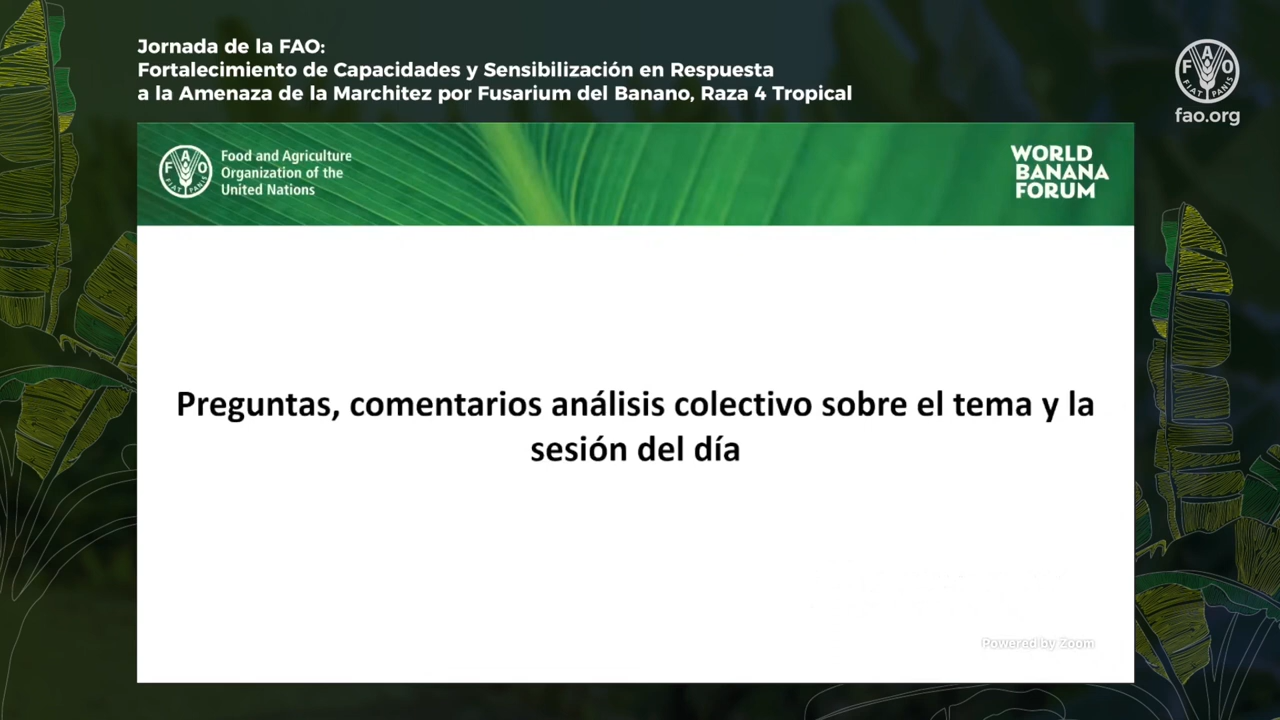 Jornada de la FAO:
Fortalecimiento de Capacidades y Sensibilización en Respuesta
a la Amenaza de la Marchitez por Fusarium del Banano, Raza 4 Tropical
F A O
FIAT PANIS
fao.org
F A O
FIAT PANIS
Food and Agriculture
Organization of the
United Nations
WORLD
BANANA
FORUM
Preguntas, comentarios análisis colectivo sobre el tema y la
sesión del día
Powered by Zoom